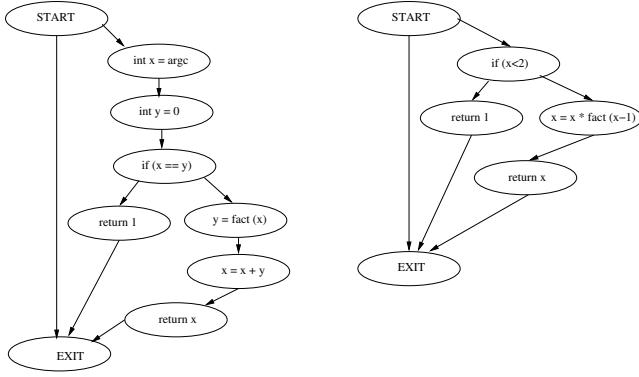 START
int x = argc
int y = 0
if (x == y)
return 1
y = fact (x)
x = x + y
return x
EXIT
START
if (x<2)
return 1
x = x * fact (x−1)
return x
EXIT